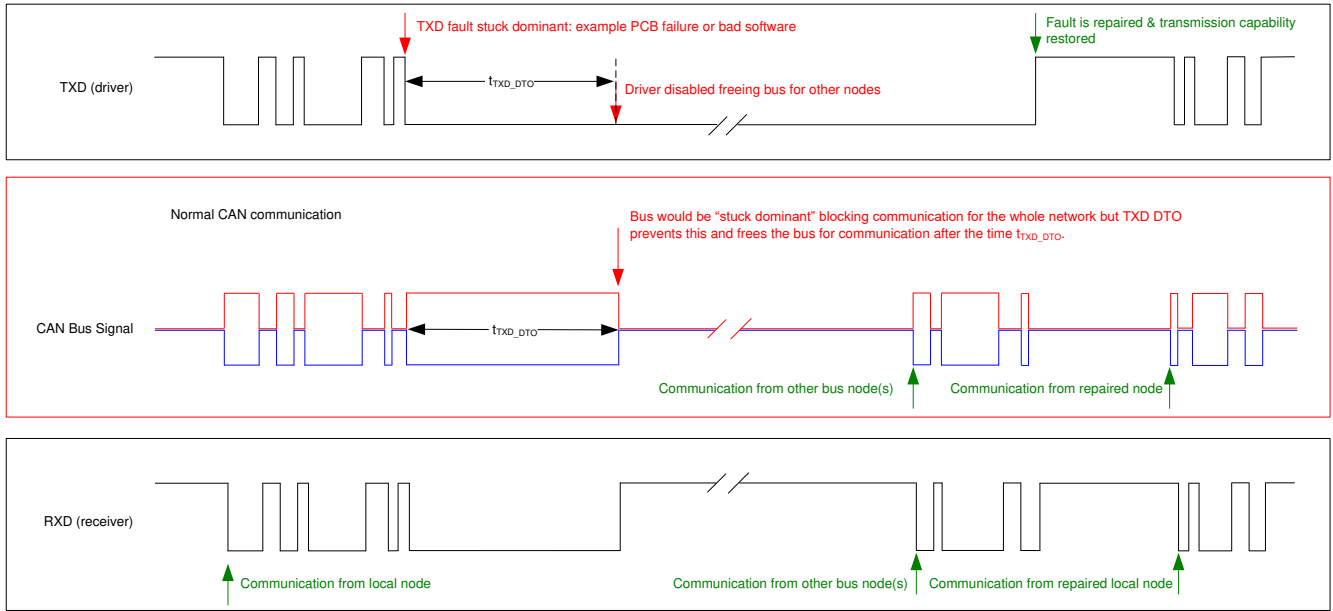 TXD fault stuck dominant: example PCB failure or bad software
Fault is repaired & transmission capability
restored
TXD (driver)
tTXD_DTO
Driver disabled freeing bus for other nodes
Normal CAN communication
Bus would be “stuck dominant” blocking communication for the whole network but TXD DTO
prevents this and frees the bus for communication after the time tTXD_DTO.
CAN Bus Signal
tTXD_DTO
Communication from other bus node(s)
Communication from repaired node
RXD (receiver)
Communication from local node
Communication from other bus node(s)
Communication from repaired local node